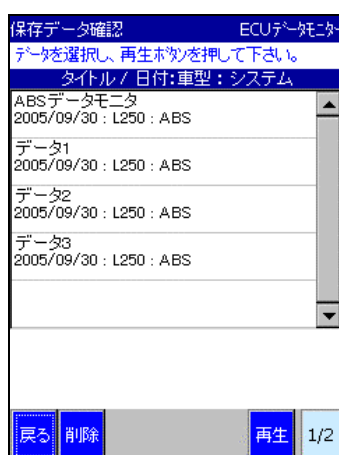 保存データ確認 ECUデータモニター
データを選択し、再生ボタンを押して下さい。
タイトル / 日付:車型:システム
ABSデータモニタ
2005/09/30 : L250 : ABS
データ1
2005/09/30 : L250 : ABS
データ2
2005/09/30 : L250 : ABS
データ3
2005/09/30 : L250 : ABS
戻る 削除 再生 1/2